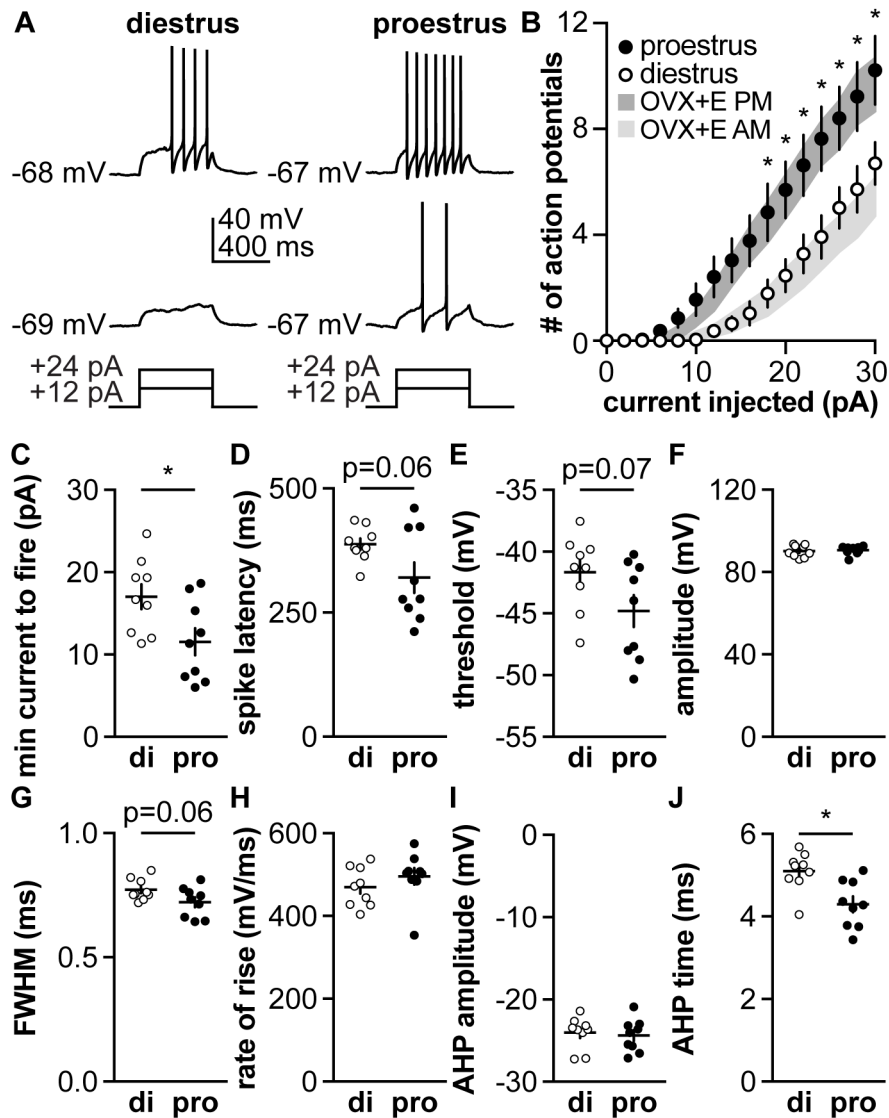 A
diestrus
proestrus
-68 mV
-67 mV
40 mV
400 ms
-69 mV
-67 mV
+24 pA
+12 pA
+24 pA
+12 pA
B
# of action potentials
12
8
4
0
proestrus
diestrus
OVX+E PM
OVX+E AM
* * * * * * *
0 10 20 30
current injected (pA)
C
min current to fire (pA)
30
20
10
0
*
di pro
D
spike latency (ms)
500
250
0
p=0.06
di pro
E
threshold (mV)
-35
-40
-45
-50
-55
p=0.07
di pro
F
amplitude (mV)
120
80
40
0
di pro
G
FWHM (ms)
1.0
0.5
0.0
p=0.06
di pro
H
rate of rise (mV/ms)
600
400
200
0
di pro
I
AHP amplitude (mV)
0
-10
-20
-30
di pro
J
AHP time (ms)
6
4
2
0
*
di pro